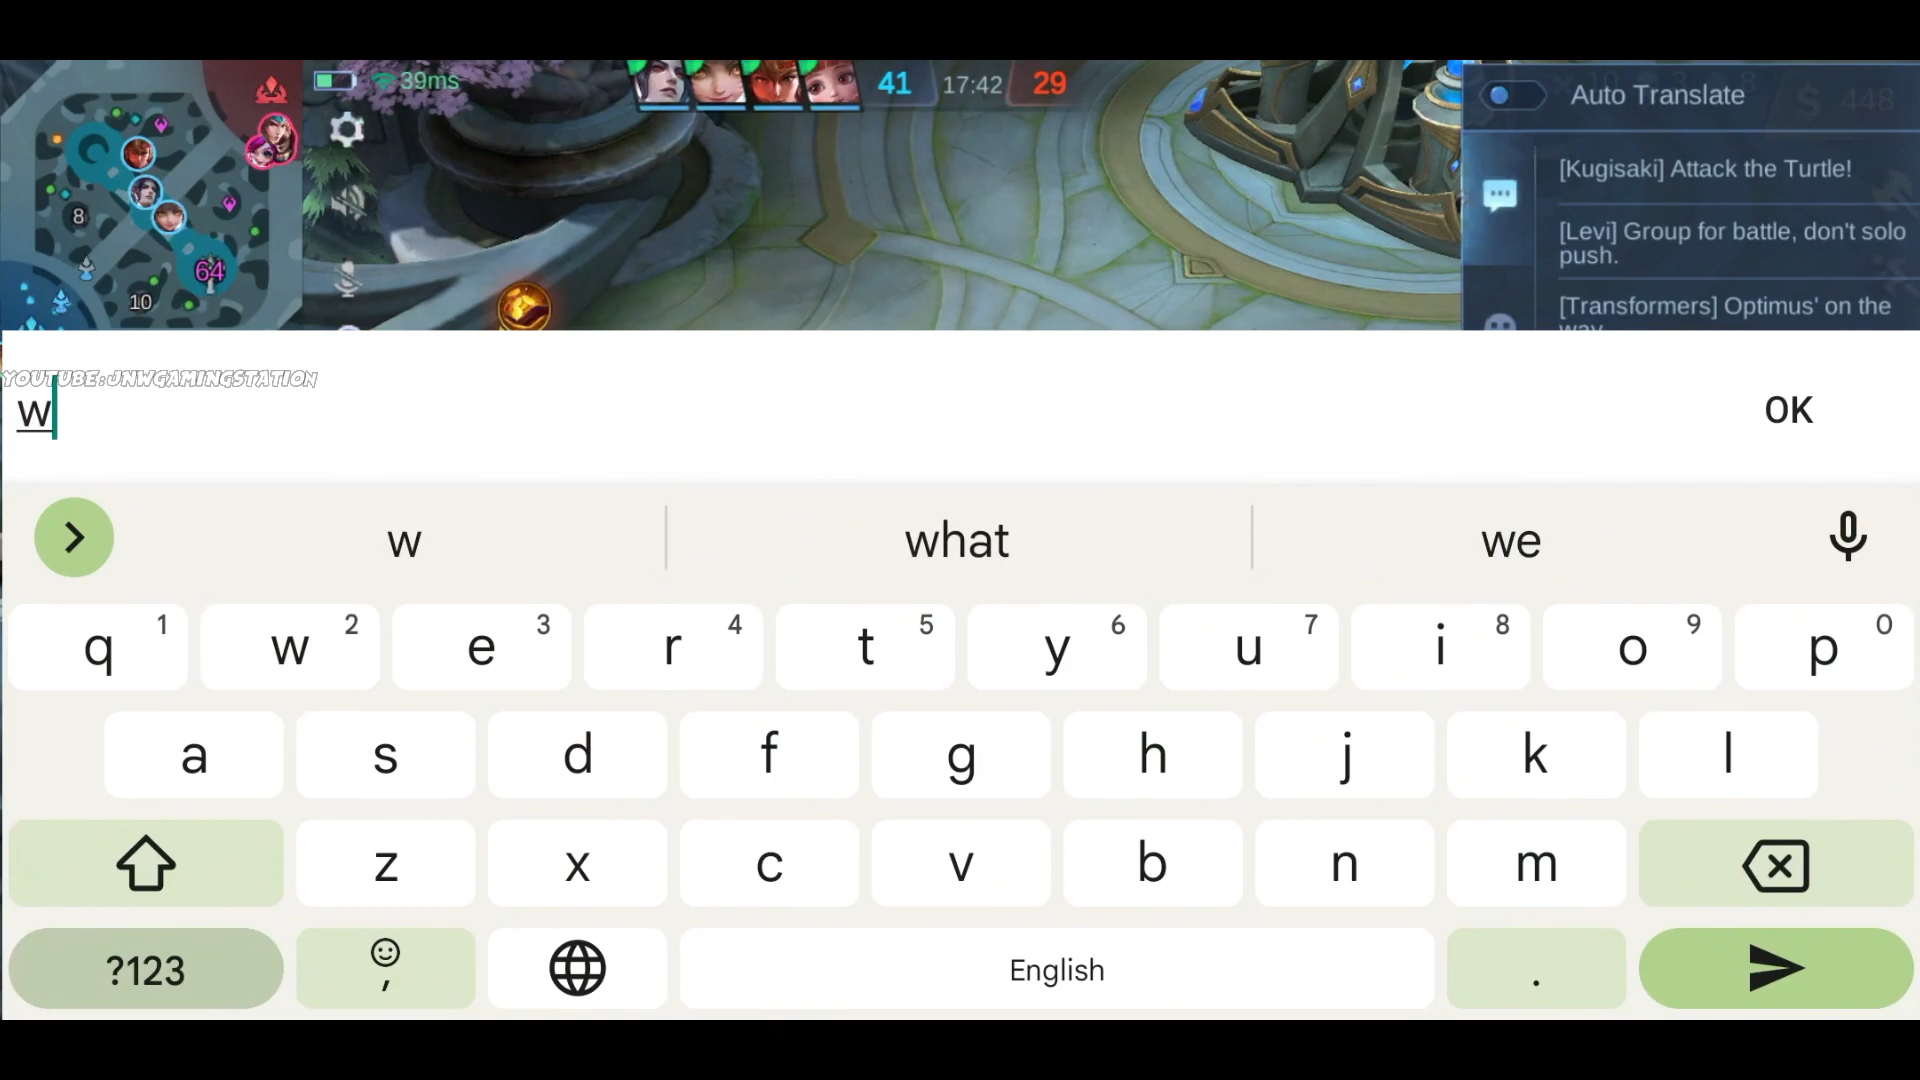 39ms
41 17:42 29
8
64
10
Auto Translate
448
[Kugisaki] Attack the Turtle!
[Levi] Group for battle, don't solo
push.
[Transformers] Optimus' on the
way
YOUTUBE:JNWGAMINGSTATION
w
OK
w what we
q 1 w 2 e 3 r 4 t 5 y 6 u 7 i 8 o 9 p 0
a s d f g h j k l
z x c v b n m
?123 , English .